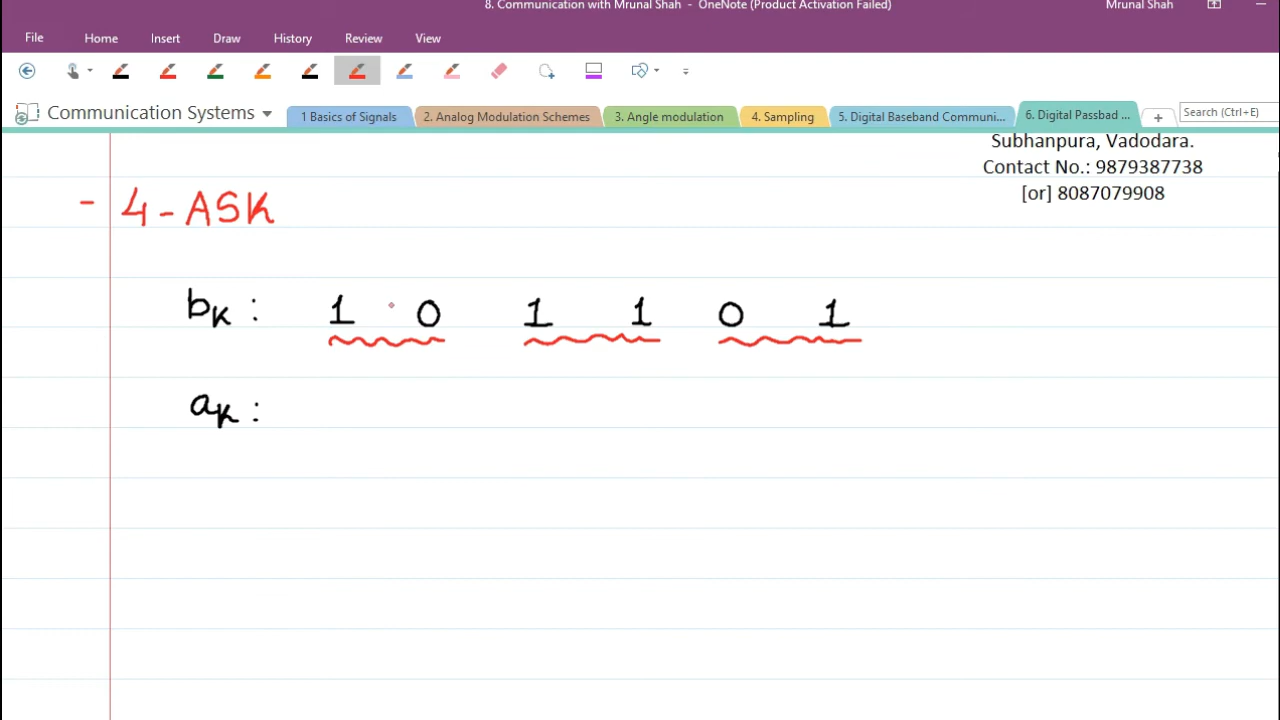 8. Communication with Mrunal Shah - OneNote (Product Activation Failed) Mrunal Shah
File Home Insert Draw History Review View
Communication Systems 1 Basics of Signals 2. Analog Modulation Schemes 3. Angle modulation 4. Sampling 5. Digital Baseband Communi... 6. Digital Passbad ... + Search (Ctrl+E)
Subhanpura, Vadodara.
Contact No.: 9879387738
[or] 8087079908
- 4-ASK
bK : 1 0 1 1 0 1
aK :